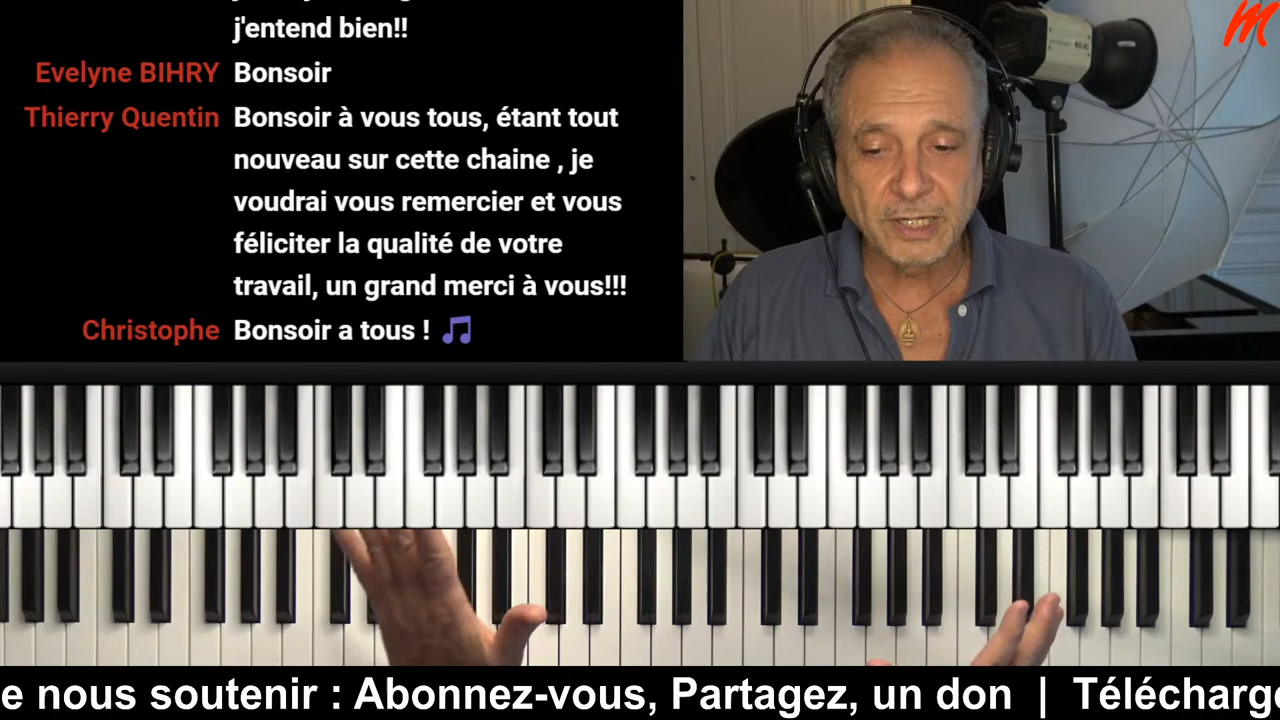 j'entend bien!!
Evelyne BIHRY Bonsoir
Thierry Quentin Bonsoir à vous tous, étant tout
nouveau sur cette chaine , je
voudrai vous remercier et vous
féliciter la qualité de votre
travail, un grand merci à vous!!!
Christophe Bonsoir a tous ! 🎵
M
e nous soutenir : Abonnez-vous, Partagez, un don | Télécharge